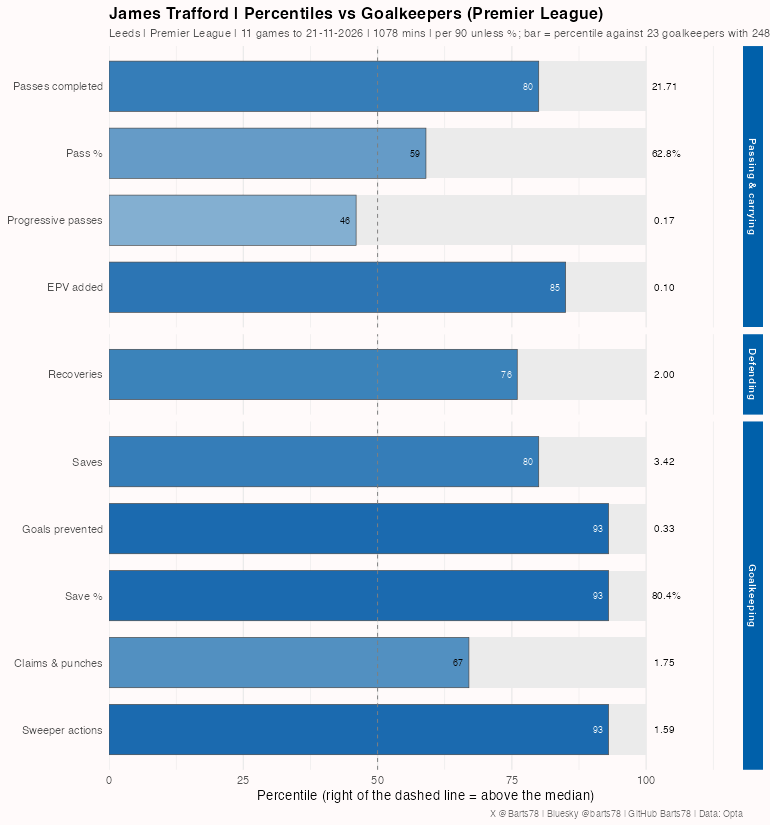 James Trafford | Percentiles vs Goalkeepers (Premier League)
Leeds | Premier League | 11 games to 21-11-2026 | 1078 mins | per 90 unless %; bar = percentile against 23 goalkeepers with 248
Passes completed 80 21.71
Pass % 59 62.8%
Progressive passes 46 0.17
EPV added 85 0.10
Passing & carrying
Recoveries 76 2.00
Defending
Saves 80 3.42
Goals prevented 93 0.33
Save % 93 80.4%
Claims & punches 67 1.75
Sweeper actions 93 1.59
Goalkeeping
0 25 50 75 100
Percentile (right of the dashed line = above the median)
X @Barts78 | Bluesky @barts78 | GitHub Barts78 | Data: Opta